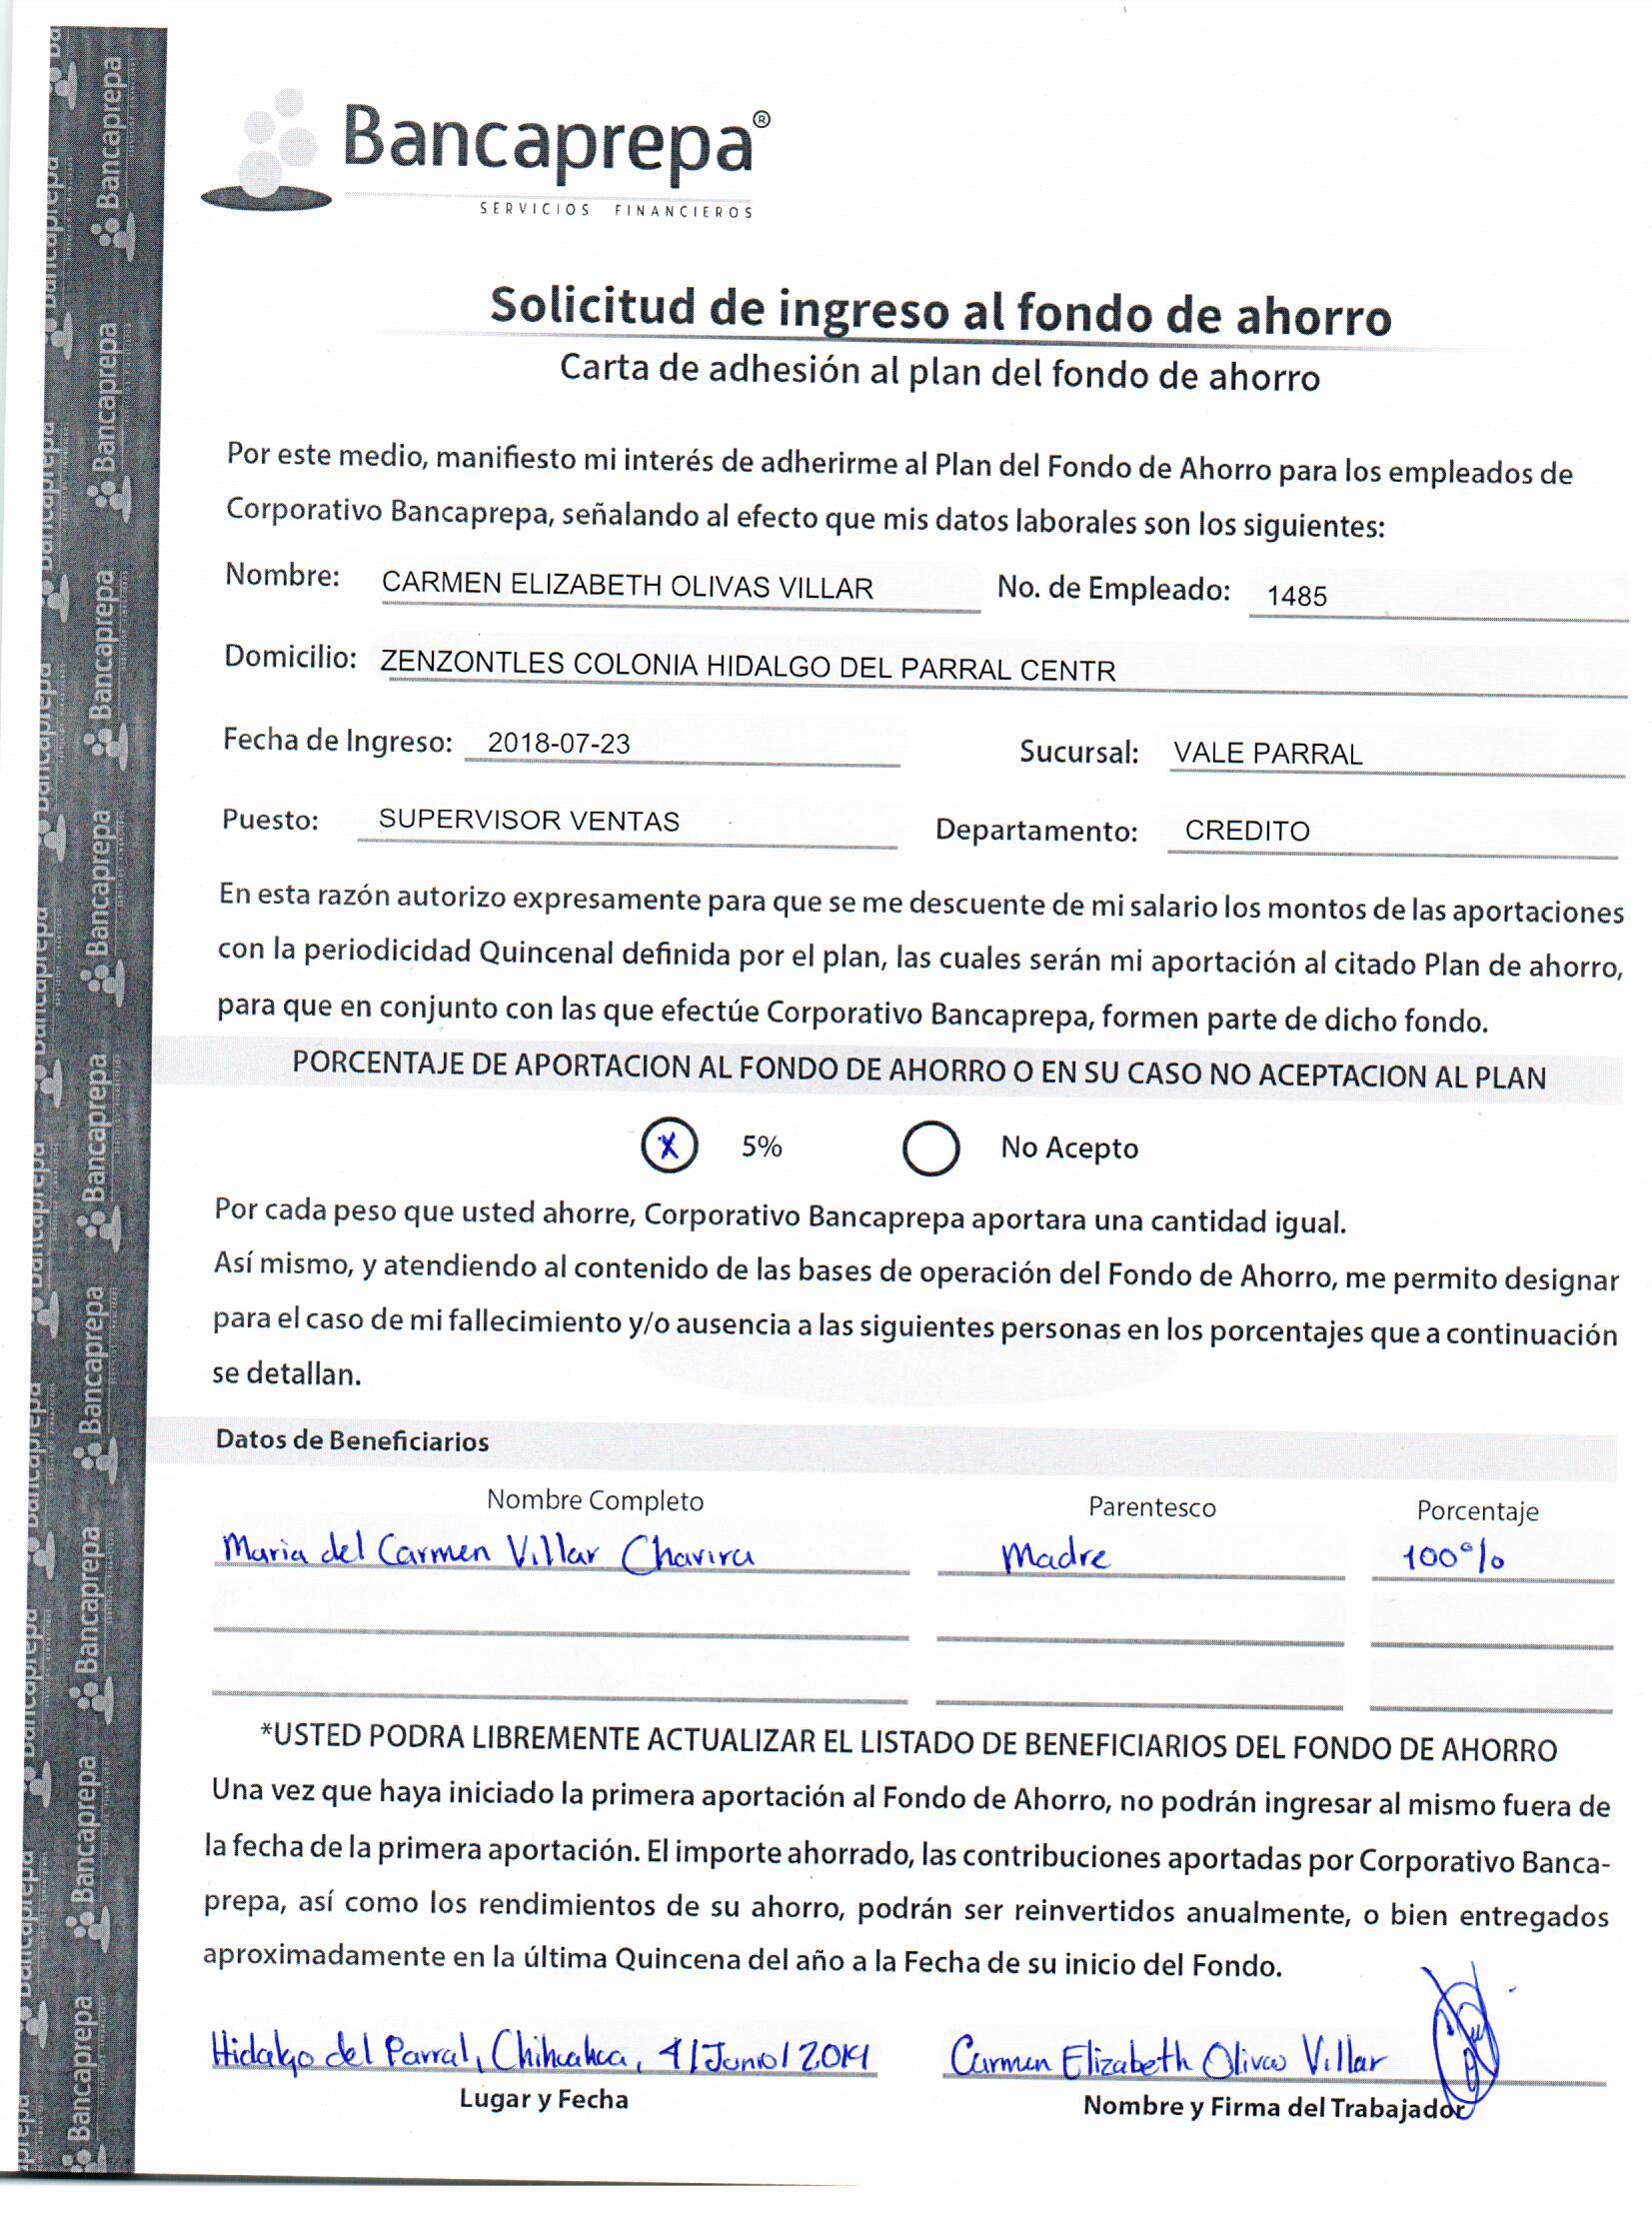 Bancaprepa®
SERVICIOS FINANCIEROS
Solicitud de ingreso al fondo de ahorro
Carta de adhesión al plan del fondo de ahorro
Por este medio, manifiesto mi interés de adherirme al Plan del Fondo de Ahorro para los empleados de
Corporativo Bancaprepa, señalando al efecto que mis datos laborales son los siguientes:
Nombre: CARMEN ELIZABETH OLIVAS VILLAR No. de Empleado: 1485
Domicilio: ZENZONTLES COLONIA HIDALGO DEL PARRAL CENTR
Fecha de Ingreso: 2018-07-23 Sucursal: VALE PARRAL
Puesto: SUPERVISOR VENTAS Departamento: CREDITO
En esta razón autorizo expresamente para que se me descuente de mi salario los montos de las aportaciones
con la periodicidad Quincenal definida por el plan, las cuales serán mi aportación al citado Plan de ahorro,
para que en conjunto con las que efectúe Corporativo Bancaprepa, formen parte de dicho fondo.
PORCENTAJE DE APORTACION AL FONDO DE AHORRO O EN SU CASO NO ACEPTACION AL PLAN
X 5% No Acepto
Por cada peso que usted ahorre, Corporativo Bancaprepa aportara una cantidad igual.
Así mismo, y atendiendo al contenido de las bases de operación del Fondo de Ahorro, me permito designar
para el caso de mi fallecimiento y/o ausencia a las siguientes personas en los porcentajes que a continuación
se detallan.
Datos de Beneficiarios
Nombre Completo Parentesco Porcentaje
Maria del Carmen Villar Chavira Madre 100%
*USTED PODRA LIBREMENTE ACTUALIZAR EL LISTADO DE BENEFICIARIOS DEL FONDO DE AHORRO
Una vez que haya iniciado la primera aportación al Fondo de Ahorro, no podrán ingresar al mismo fuera de
la fecha de la primera aportación. El importe ahorrado, las contribuciones aportadas por Corporativo Banca-
prepa, así como los rendimientos de su ahorro, podrán ser reinvertidos anualmente, o bien entregados
aproximadamente en la última Quincena del año a la Fecha de su inicio del Fondo.
Hidalgo del Parral, Chihuahua, 4/Junio/2019 Carmen Elizabeth Olivas Villar
Lugar y Fecha Nombre y Firma del Trabajador